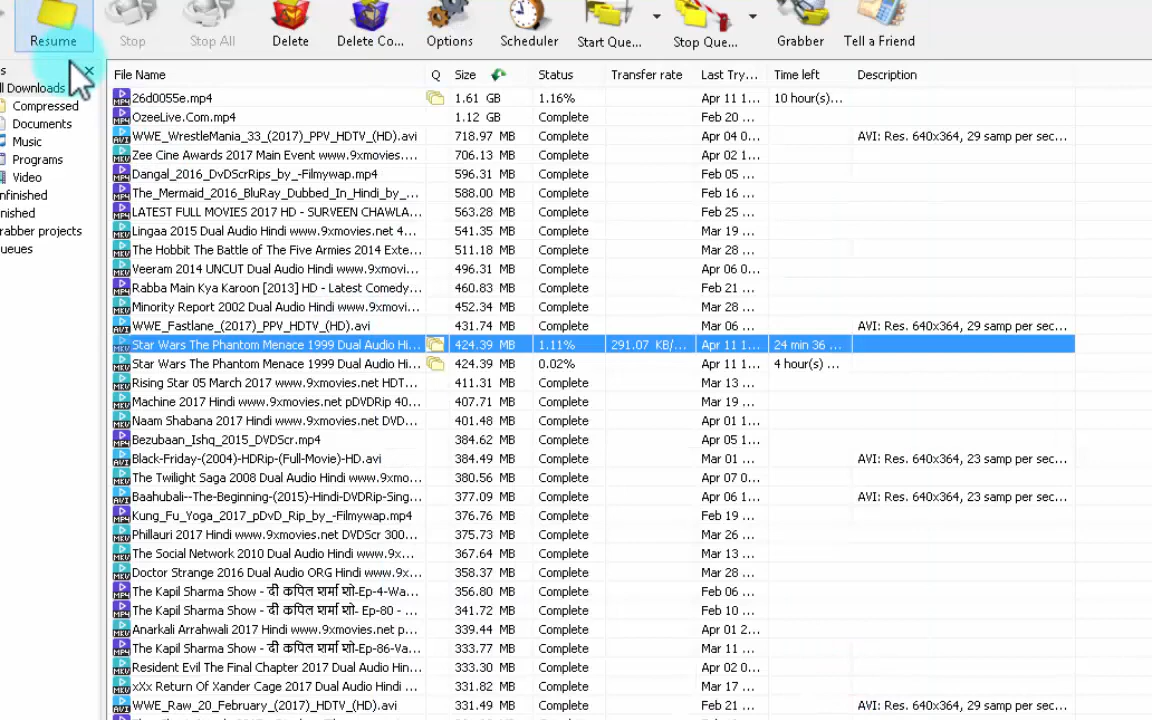 Resume Stop Stop All Delete Delete Co... Options Scheduler Start Que... Stop Que... Grabber Tell a Friend
s
ll Downloads
Compressed
Documents
Music
Programs
Video
nfinished
nished
rabber projects
ueues
File Name Q Size Status Transfer rate Last Try... Time left Description
26d0055e.mp4 1.61 GB 1.16% Apr 11 1... 10 hour(s)...
OzeeLive.Com.mp4 1.12 GB Complete Feb 20 ...
WWE_WrestleMania_33_(2017)_PPV_HDTV_(HD).avi 718.97 MB Complete Apr 04 0... AVI: Res. 640x364, 29 samp per sec...
Zee Cine Awards 2017 Main Event www.9xmovies.... 706.13 MB Complete Apr 02 1...
Dangal_2016_DvDScrRips_by_-Filmywap.mp4 596.31 MB Complete Feb 05 ...
The_Mermaid_2016_BluRay_Dubbed_In_Hindi_by_... 588.00 MB Complete Feb 16 ...
LATEST FULL MOVIES 2017 HD - SURVEEN CHAWLA... 563.28 MB Complete Feb 25 ...
Lingaa 2015 Dual Audio Hindi www.9xmovies.net 4... 541.35 MB Complete Mar 19 ...
The Hobbit The Battle of The Five Armies 2014 Exte... 511.18 MB Complete Mar 28 ...
Veeram 2014 UNCUT Dual Audio Hindi www.9xmovi... 496.31 MB Complete Apr 06 0...
Rabba Main Kya Karoon [2013] HD - Latest Comedy... 460.83 MB Complete Feb 21 ...
Minority Report 2002 Dual Audio Hindi www.9xmov... 452.34 MB Complete Mar 28 ...
WWE_Fastlane_(2017)_PPV_HDTV_(HD).avi 431.74 MB Complete Mar 06 ... AVI: Res. 640x364, 29 samp per sec...
Star Wars The Phantom Menace 1999 Dual Audio Hi... 424.39 MB 1.11% 291.07 KB/... Apr 11 1... 24 min 36 ...
Star Wars The Phantom Menace 1999 Dual Audio Hi... 424.39 MB 0.02% Apr 11 1... 4 hour(s) ...
Rising Star 05 March 2017 www.9xmovies.net HDT... 411.31 MB Complete Mar 13 ...
Machine 2017 Hindi www.9xmovies.net pDVDRip 40... 407.71 MB Complete Mar 19 ...
Naam Shabana 2017 Hindi www.9xmovies.net DVD... 401.48 MB Complete Apr 01 1...
Bezubaan_Ishq_2015_DVDScr.mp4 384.62 MB Complete Apr 05 1...
Black-Friday-(2004)-HDRip-(Full-Movie)-HD.avi 384.49 MB Complete Mar 01 ... AVI: Res. 640x364, 23 samp per sec...
The Twilight Saga 2008 Dual Audio Hindi www.9xmo... 380.56 MB Complete Apr 07 0...
Baahubali--The-Beginning-(2015)-Hindi-DVDRip-Sing... 377.09 MB Complete Apr 06 1... AVI: Res. 640x364, 23 samp per sec...
Kung_Fu_Yoga_2017_pDvD_Rip_by_-Filmywap.mp4 376.76 MB Complete Feb 19 ...
Phillauri 2017 Hindi www.9xmovies.net DVDScr 300... 375.73 MB Complete Mar 26 ...
The Social Network 2010 Dual Audio Hindi www.9x... 367.64 MB Complete Mar 13 ...
Doctor Strange 2016 Dual Audio ORG Hindi www.9x... 358.37 MB Complete Mar 28 ...
The Kapil Sharma Show - दी कपिल शर्मा शो-Ep-4-Wa... 356.80 MB Complete Feb 06 ...
The Kapil Sharma Show - दी कपिल शर्मा शो- Ep-80 - ... 341.72 MB Complete Feb 10 ...
Anarkali Arrahwali 2017 Hindi www.9xmovies.net p... 339.44 MB Complete Apr 01 2...
The Kapil Sharma Show - दी कपिल शर्मा शो-Ep-86-Va... 333.77 MB Complete Mar 11 ...
Resident Evil The Final Chapter 2017 Dual Audio Hin... 333.30 MB Complete Apr 02 0...
xXx Return Of Xander Cage 2017 Dual Audio Hindi ... 331.82 MB Complete Mar 17 ...
WWE_Raw_20_February_(2017)_HDTV_(HD).avi 331.49 MB Complete Feb 21 ... AVI: Res. 640x364, 29 samp per sec...